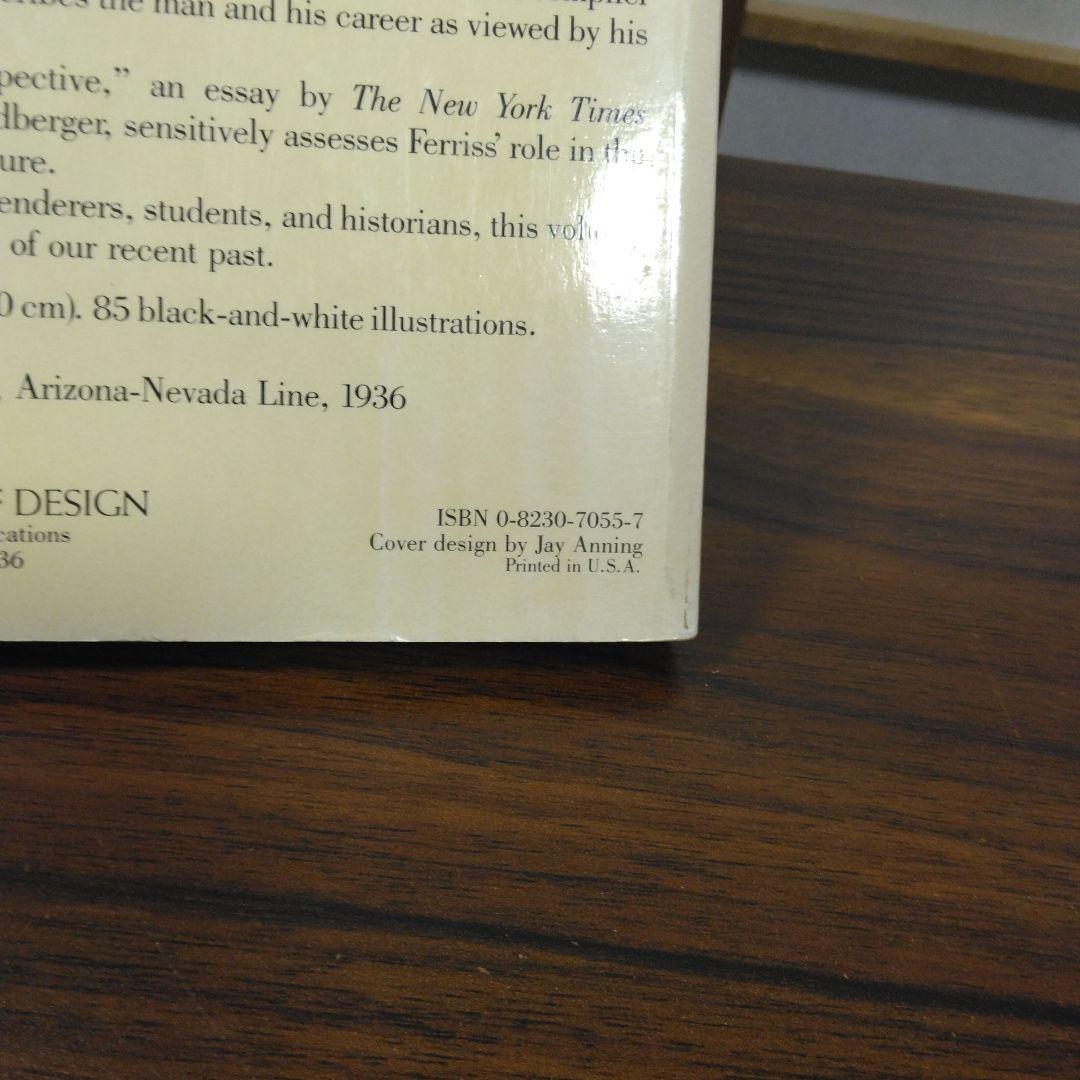 the man and his career as viewed by his
pective,” an essay by The New York Times
dberger, sensitively assesses Ferriss’ role in the
ure.
enderers, students, and historians, this
of our recent past.
0 cm). 85 black-and-white illustrations.
, Arizona-Nevada Line, 1936
DESIGN
cations
36
ISBN 0-8230-7055-7
Cover design by Jay Anning
Printed in U.S.A.